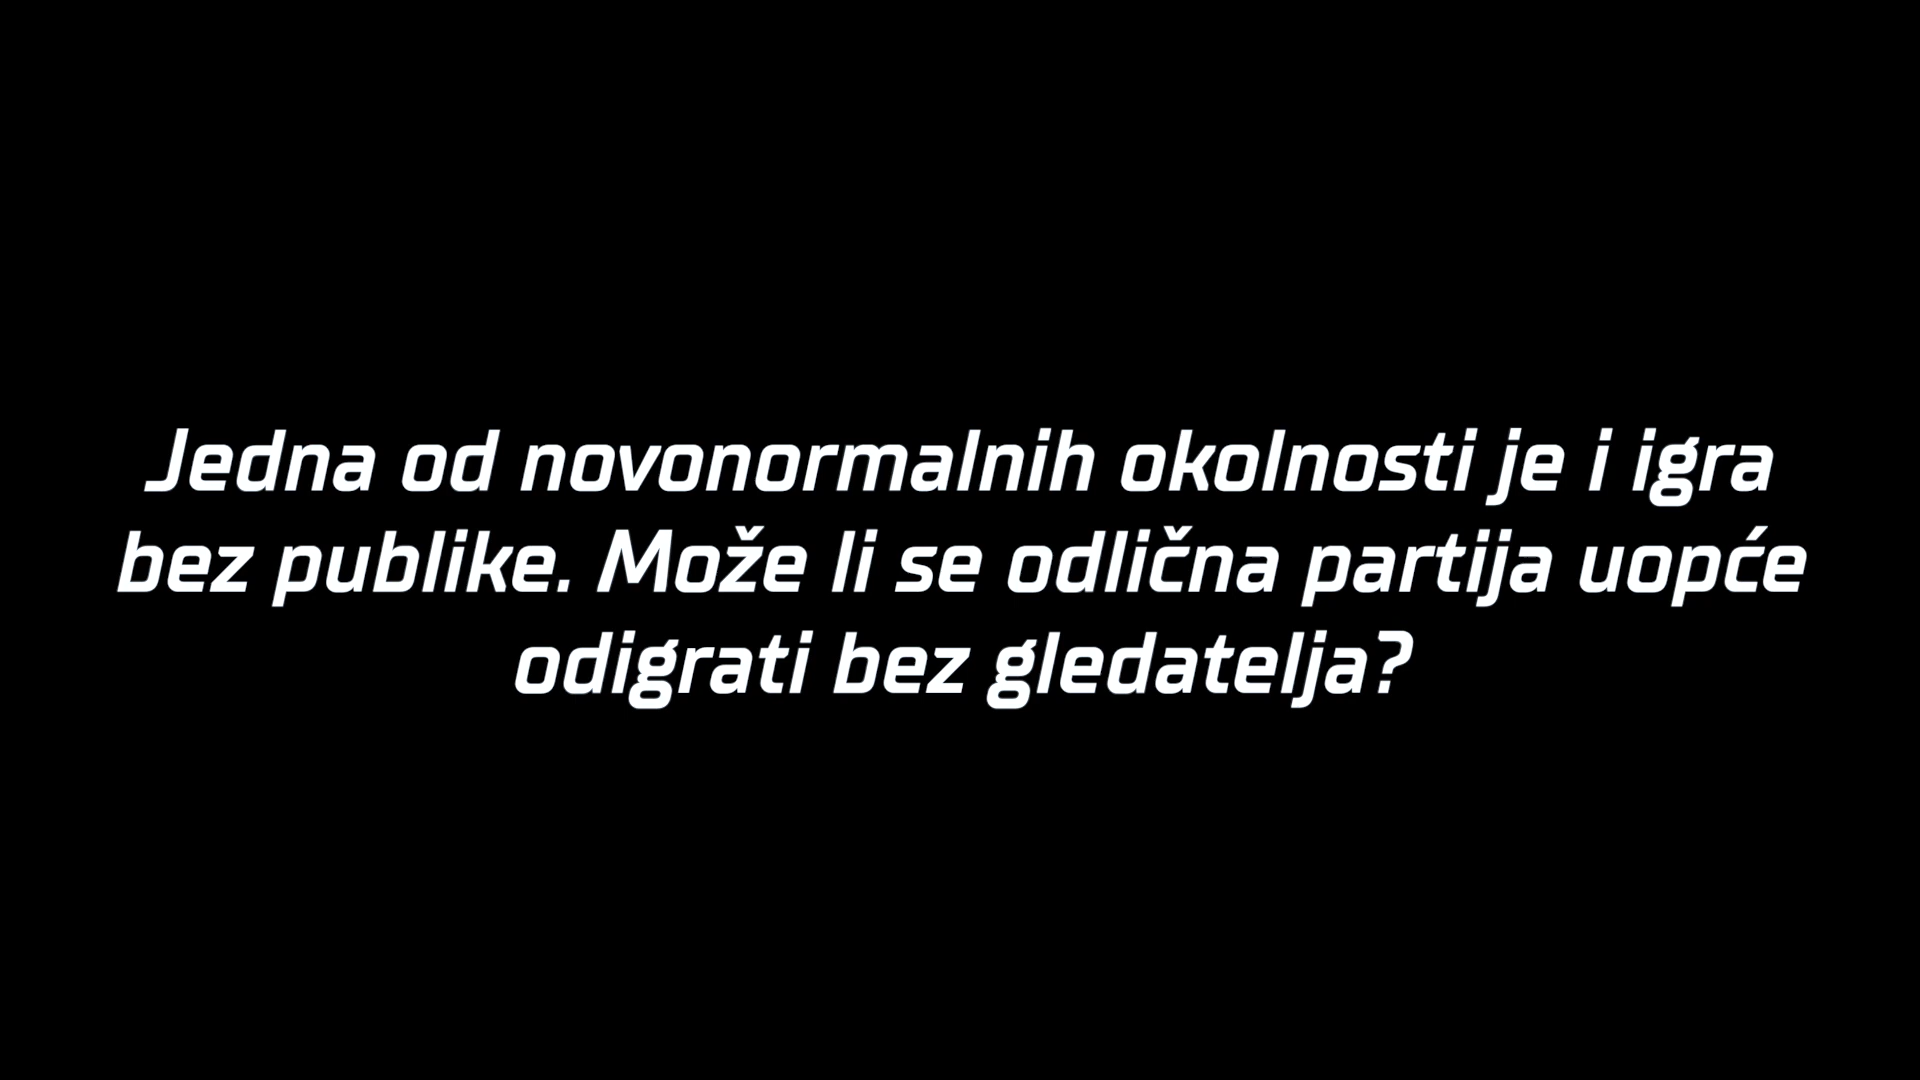 Jedna od novonormalnih okolnosti je i igra
bez publike. Može li se odlična partija uopće
odigrati bez gledatelja?